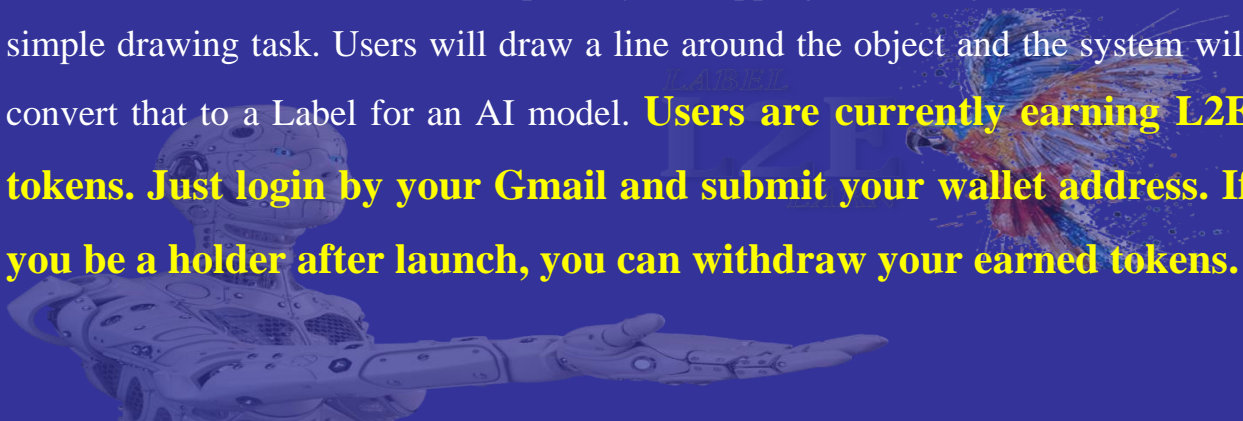 simple drawing task. Users will draw a line around the object and the system wil
convert that to a Label for an AI model. Users are currently earning L2E
tokens. Just login by your Gmail and submit your wallet address. If
you be a holder after launch, you can withdraw your earned tokens.
LABEL
L2E